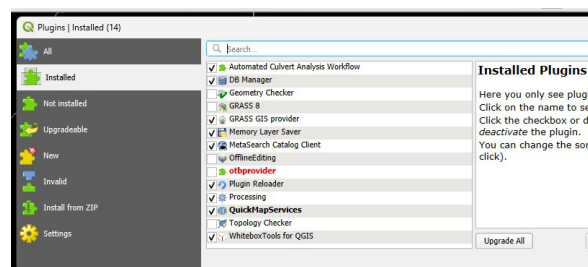 Plugins | Installed (14)
All
Installed
Not installed
Upgradeable
New
Invalid
Install from ZIP
Settings
Search...
Automated Culvert Analysis Workflow
DB Manager
Geometry Checker
GRASS 8
GRASS GIS provider
Memory Layer Saver
MetaSearch Catalog Client
OfflineEditing
otbprovider
Plugin Reloader
Processing
QuickMapServices
Topology Checker
WhiteboxTools for QGIS
Installed Plugins
Here you only see plug
Click on the name to se
Click the checkbox or d
deactivate the plugin.
You can change the sor
click).
Upgrade All